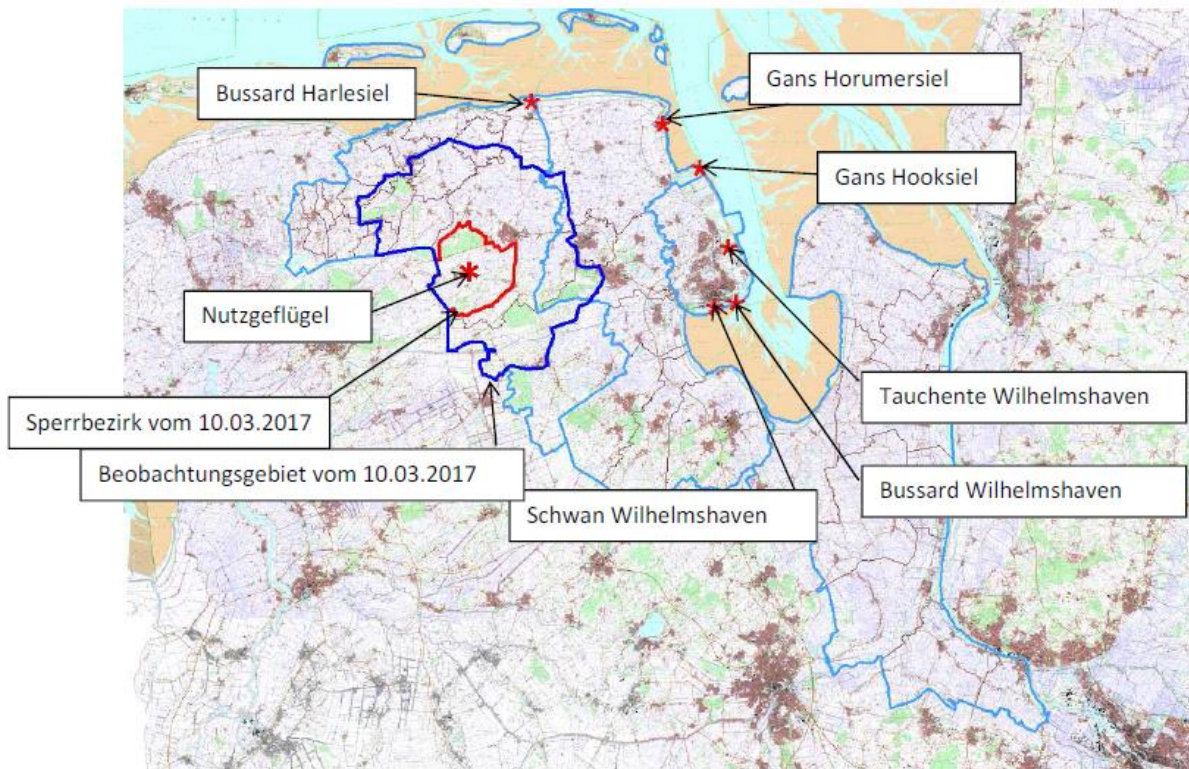 Bussard Harlesiel
Gans Horumersiel
Gans Hooksiel
Nutzgeflügel
Tauchente Wilhelmshaven
Sperrbezirk vom 10.03.2017
Beobachtungsgebiet vom 10.03.2017
Bussard Wilhelmshaven
Schwan Wilhelmshaven